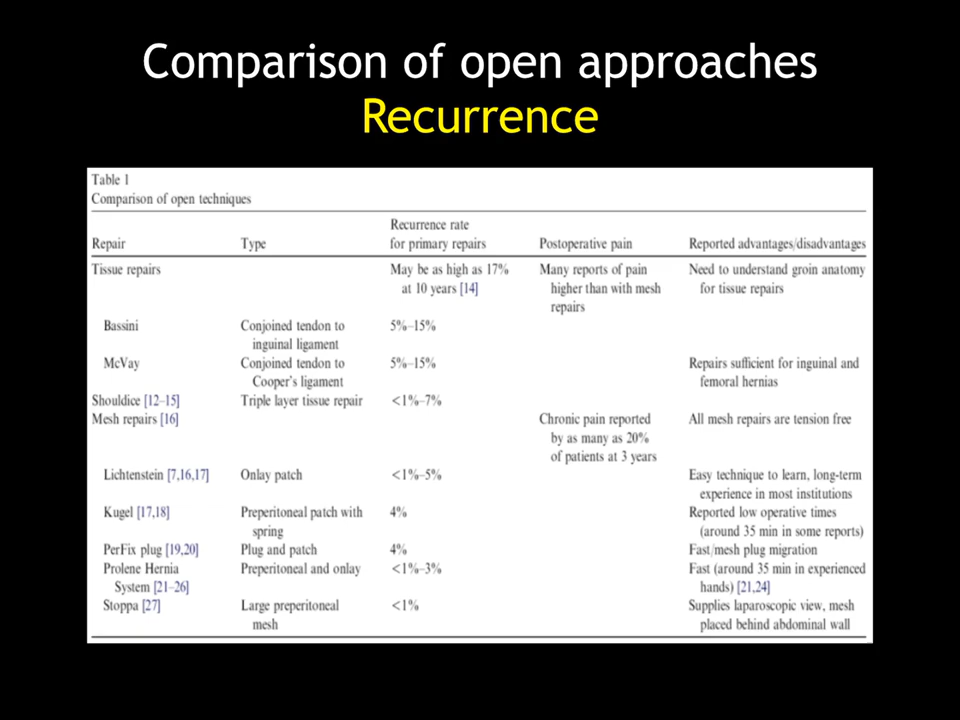 Comparison of open approaches
Recurrence
Table 1
Comparison of open techniques
Recurrence rate
Repair Type for primary repairs Postoperative pain Reported advantages/disadvantages
Tissue repairs May be as high as 17% Many reports of pain Need to understand groin anatomy
at 10 years [14] higher than with mesh for tissue repairs
repairs
Bassini Conjoined tendon to 5%–15%
inguinal ligament
McVay Conjoined tendon to 5%–15% Repairs sufficient for inguinal and
Cooper's ligament femoral hernias
Shouldice [12–15] Triple layer tissue repair <1%–7%
Mesh repairs [16] Chronic pain reported All mesh repairs are tension free
by as many as 20%
of patients at 3 years
Lichtenstein [7,16,17] Onlay patch <1%–5% Easy technique to learn, long-term
experience in most institutions
Kugel [17,18] Preperitoneal patch with 4% Reported low operative times
spring (around 35 min in some reports)
PerFix plug [19,20] Plug and patch 4% Fast/mesh plug migration
Prolene Hernia Preperitoneal and onlay <1%–3% Fast (around 35 min in experienced
System [21–26] hands) [21,24]
Stoppa [27] Large preperitoneal <1% Supplies laparoscopic view, mesh
mesh placed behind abdominal wall